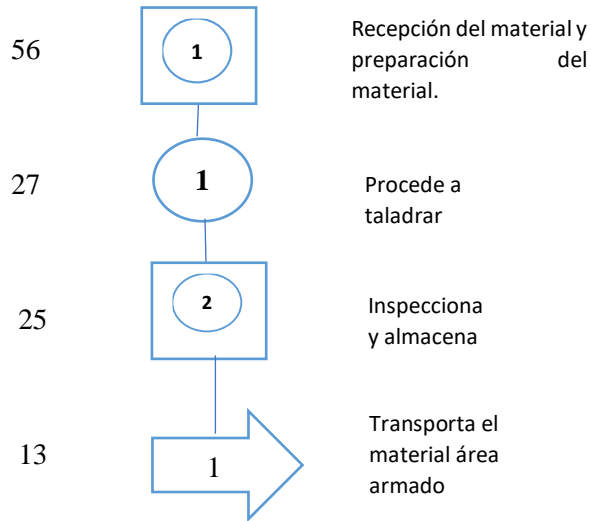 56
1
Recepción del material y
preparación del
material.
27
1
Procede a
taladrar
25
2
Inspecciona
y almacena
13
1
Transporta el
material área
armado